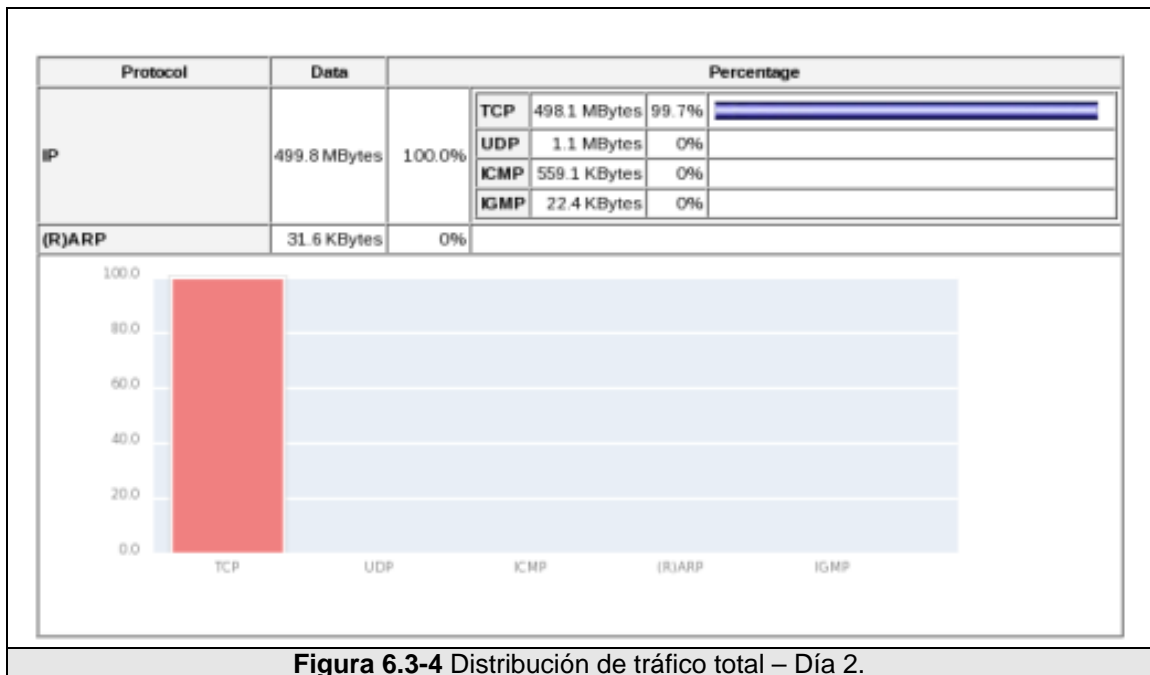 Protocol Data Percentage
IP 499.8 MBytes 100.0%
TCP 498.1 MBytes 99.7%
UDP 1.1 MBytes 0%
ICMP 559.1 KBytes 0%
IGMP 22.4 KBytes 0%
(R)ARP 31.6 KBytes 0%
100.0
80.0
60.0
40.0
20.0
0.0
TCP UDP ICMP (R)ARP IGMP
Figura 6.3-4 Distribución de tráfico total – Día 2.